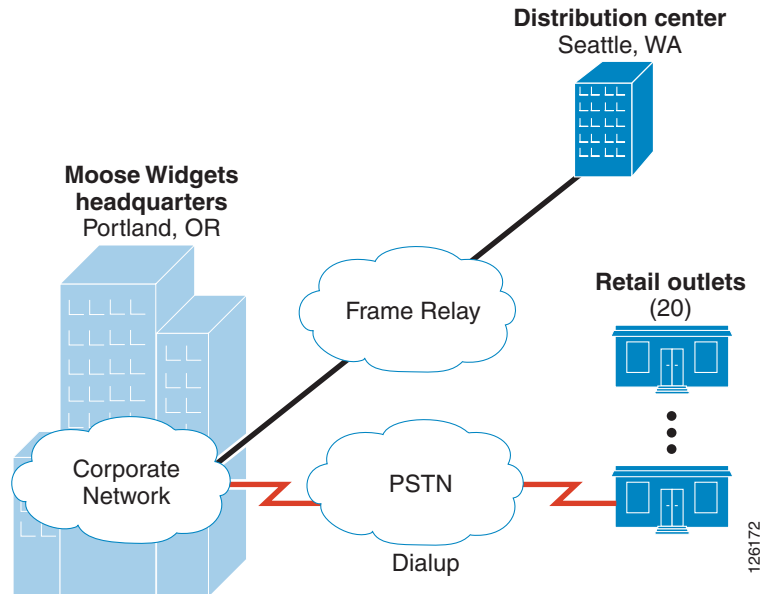 Distribution center
Seattle, WA
Moose Widgets
headquarters
Portland, OR
Frame Relay
Retail outlets
(20)
Corporate
Network
PSTN
Dialup
126172